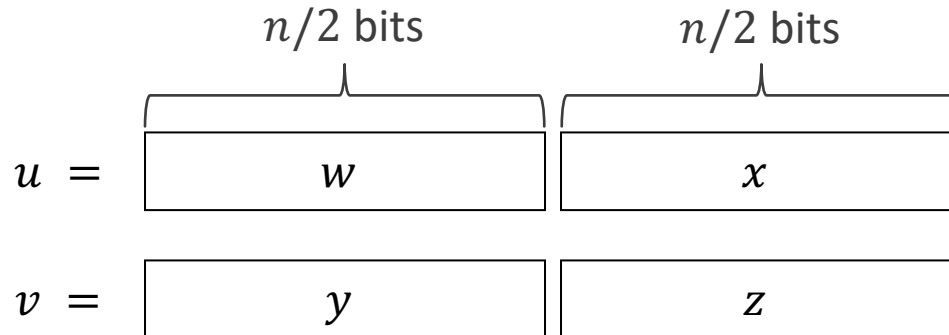 n/2 bits n/2 bits
u = w x
v = y z